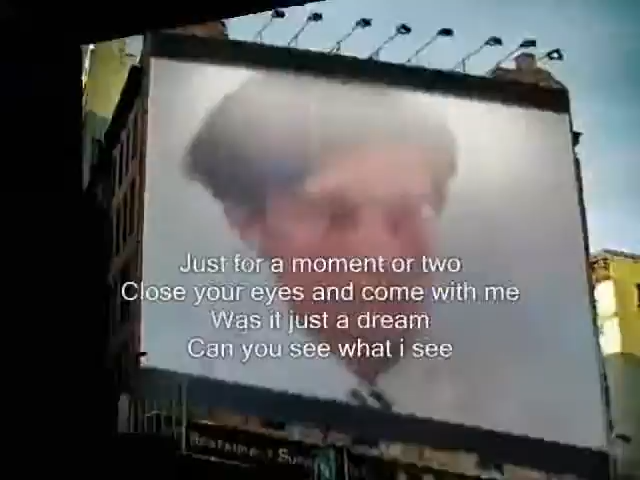 Just for a moment or two
Close your eyes and come with me
Was it just a dream
Can you see what i see